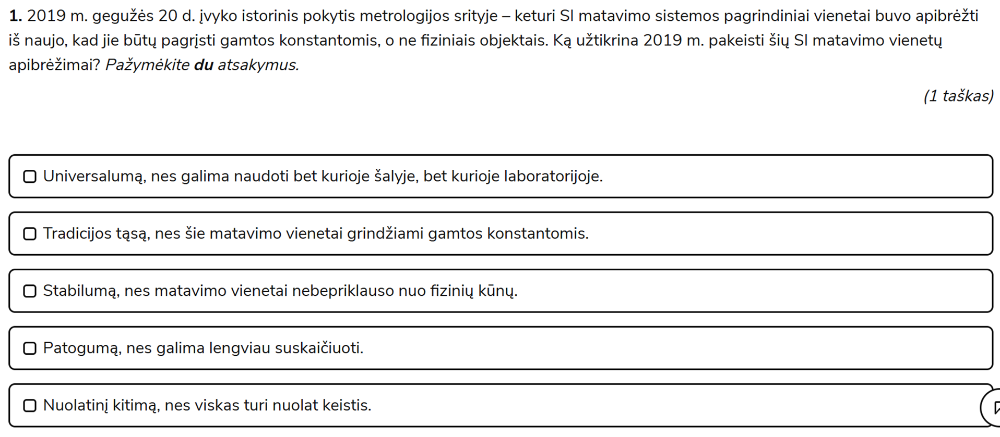 1. 2019 m. gegužės 20 d. įvyko istorinis pokytis metrologijos srityje – keturi SI matavimo sistemos pagrindiniai vienetai buvo apibrėžti
iš naujo, kad jie būtų pagrįsti gamtos konstantomis, o ne fiziniais objektais. Ką užtikrina 2019 m. pakeisti šių SI matavimo vienetų
apibrėžimai? Pažymėkite du atsakymus.
(1 taškas)
Universalumą, nes galima naudoti bet kurioje šalyje, bet kurioje laboratorijoje.
Tradicijos tąsą, nes šie matavimo vienetai grindžiami gamtos konstantomis.
Stabilumą, nes matavimo vienetai nebepriklauso nuo fizinių kūnų.
Patogumą, nes galima lengviau suskaičiuoti.
Nuolatinį kitimą, nes viskas turi nuolat keistis.